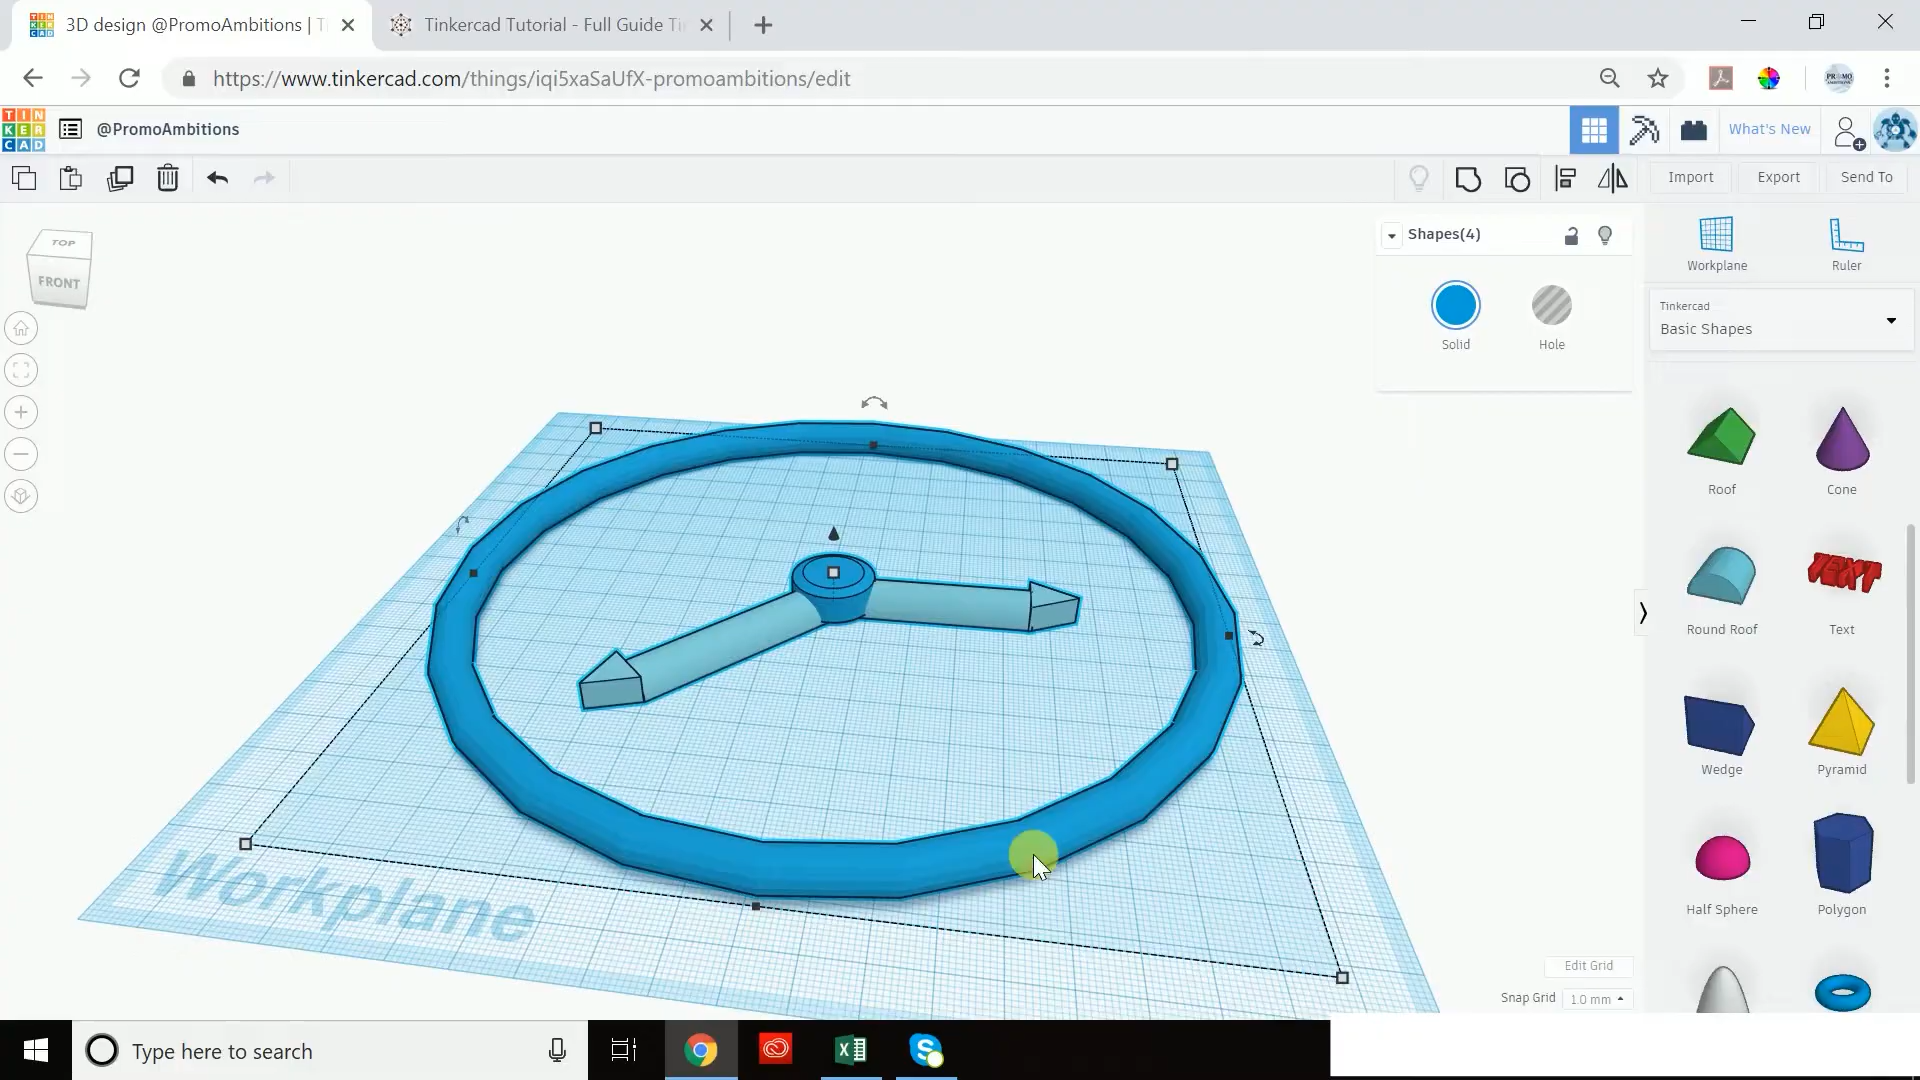 3D design @PromoAmbitions | T
Tinkercad Tutorial - Full Guide Ti
https://www.tinkercad.com/things/iqi5xaSaUfX-promoambitions/edit
PROMO
TIN
KER
CAD
@PromoAmbitions
What's New
Import
Export
Send To
TOP
FRONT
Shapes(4)
Solid
Hole
Workplane
Ruler
Tinkercad
Basic Shapes
Roof
Cone
TEXT
Round Roof
Text
Wedge
Pyramid
Half Sphere
Polygon
Workplane
Edit Grid
Snap Grid
1.0 mm
Type here to search